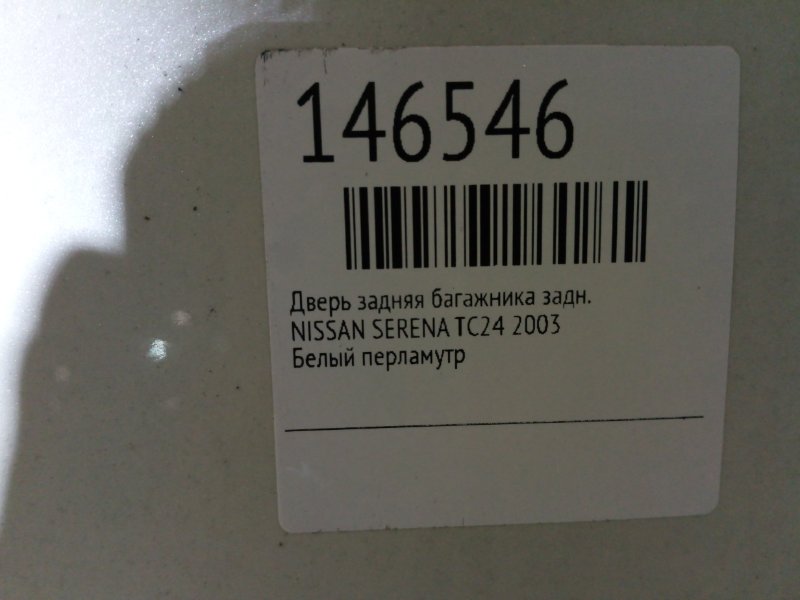 146546
Дверь задняя багажника задн.
NISSAN SERENA TC24 2003
Белый перламутр